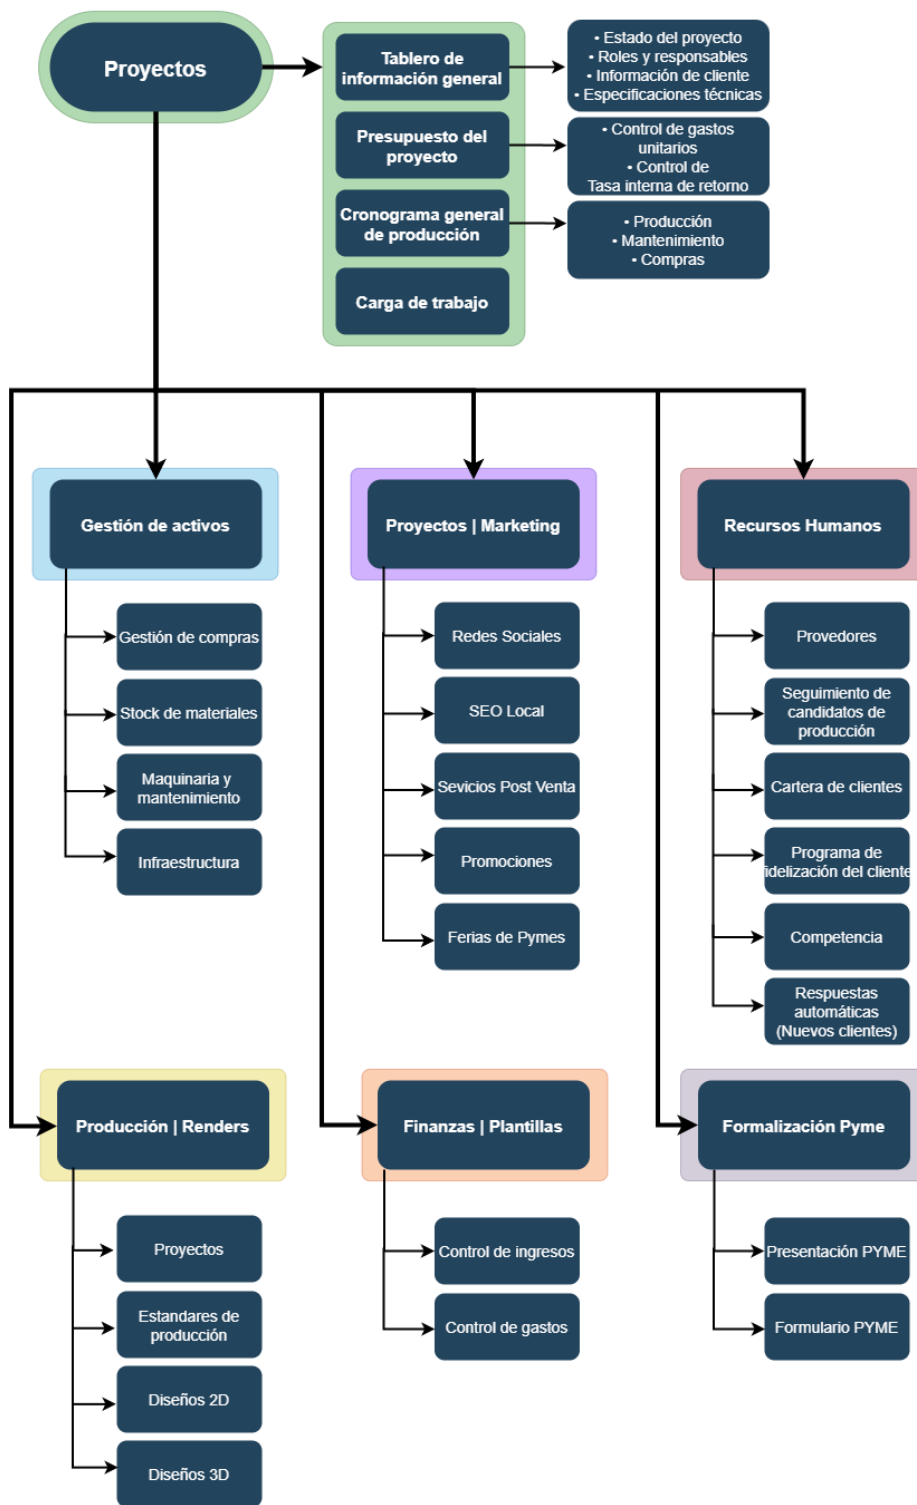 Proyectos
Tablero de
información general
• Estado del proyecto
• Roles y responsables
• Información de cliente
• Especificaciones técnicas
Presupuesto del
proyecto
• Control de gastos
unitarios
• Control de
Tasa interna de retorno
Cronograma general
de producción
• Producción
• Mantenimiento
• Compras
Carga de trabajo
Gestión de activos
Gestión de compras
Stock de materiales
Maquinaria y
mantenimiento
Infraestructura
Proyectos | Marketing
Redes Sociales
SEO Local
Sevicios Post Venta
Promociones
Ferias de Pymes
Recursos Humanos
Provedores
Seguimiento de
candidatos de
producción
Cartera de clientes
Programa de
fidelización del cliente
Competencia
Respuestas
automáticas
(Nuevos clientes)
Producción | Renders
Proyectos
Estandares de
producción
Diseños 2D
Diseños 3D
Finanzas | Plantillas
Control de ingresos
Control de gastos
Formalización Pyme
Presentación PYME
Formulario PYME